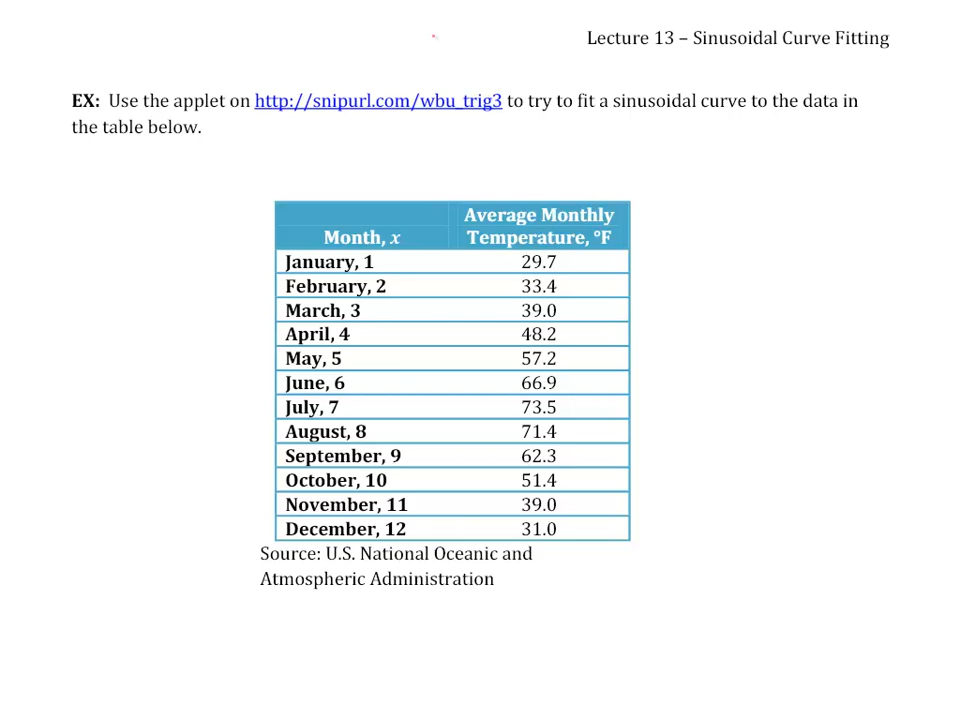 Lecture 13 – Sinusoidal Curve Fitting
EX: Use the applet on http://snipurl.com/wbu_trig3 to try to fit a sinusoidal curve to the data in
the table below.
Average Monthly
Month, x Temperature, °F
January, 1 29.7
February, 2 33.4
March, 3 39.0
April, 4 48.2
May, 5 57.2
June, 6 66.9
July, 7 73.5
August, 8 71.4
September, 9 62.3
October, 10 51.4
November, 11 39.0
December, 12 31.0
Source: U.S. National Oceanic and
Atmospheric Administration